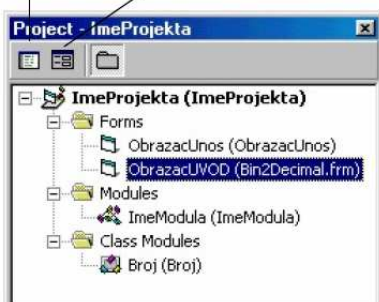 Project - ImeProjekta
ImeProjekta (ImeProjekta)
Forms
ObrazacUnos (ObrazacUnos)
ObrazacUVOD (Bin2Decimal.frm)
Modules
ImeModula (ImeModula)
Class Modules
Broj (Broj)